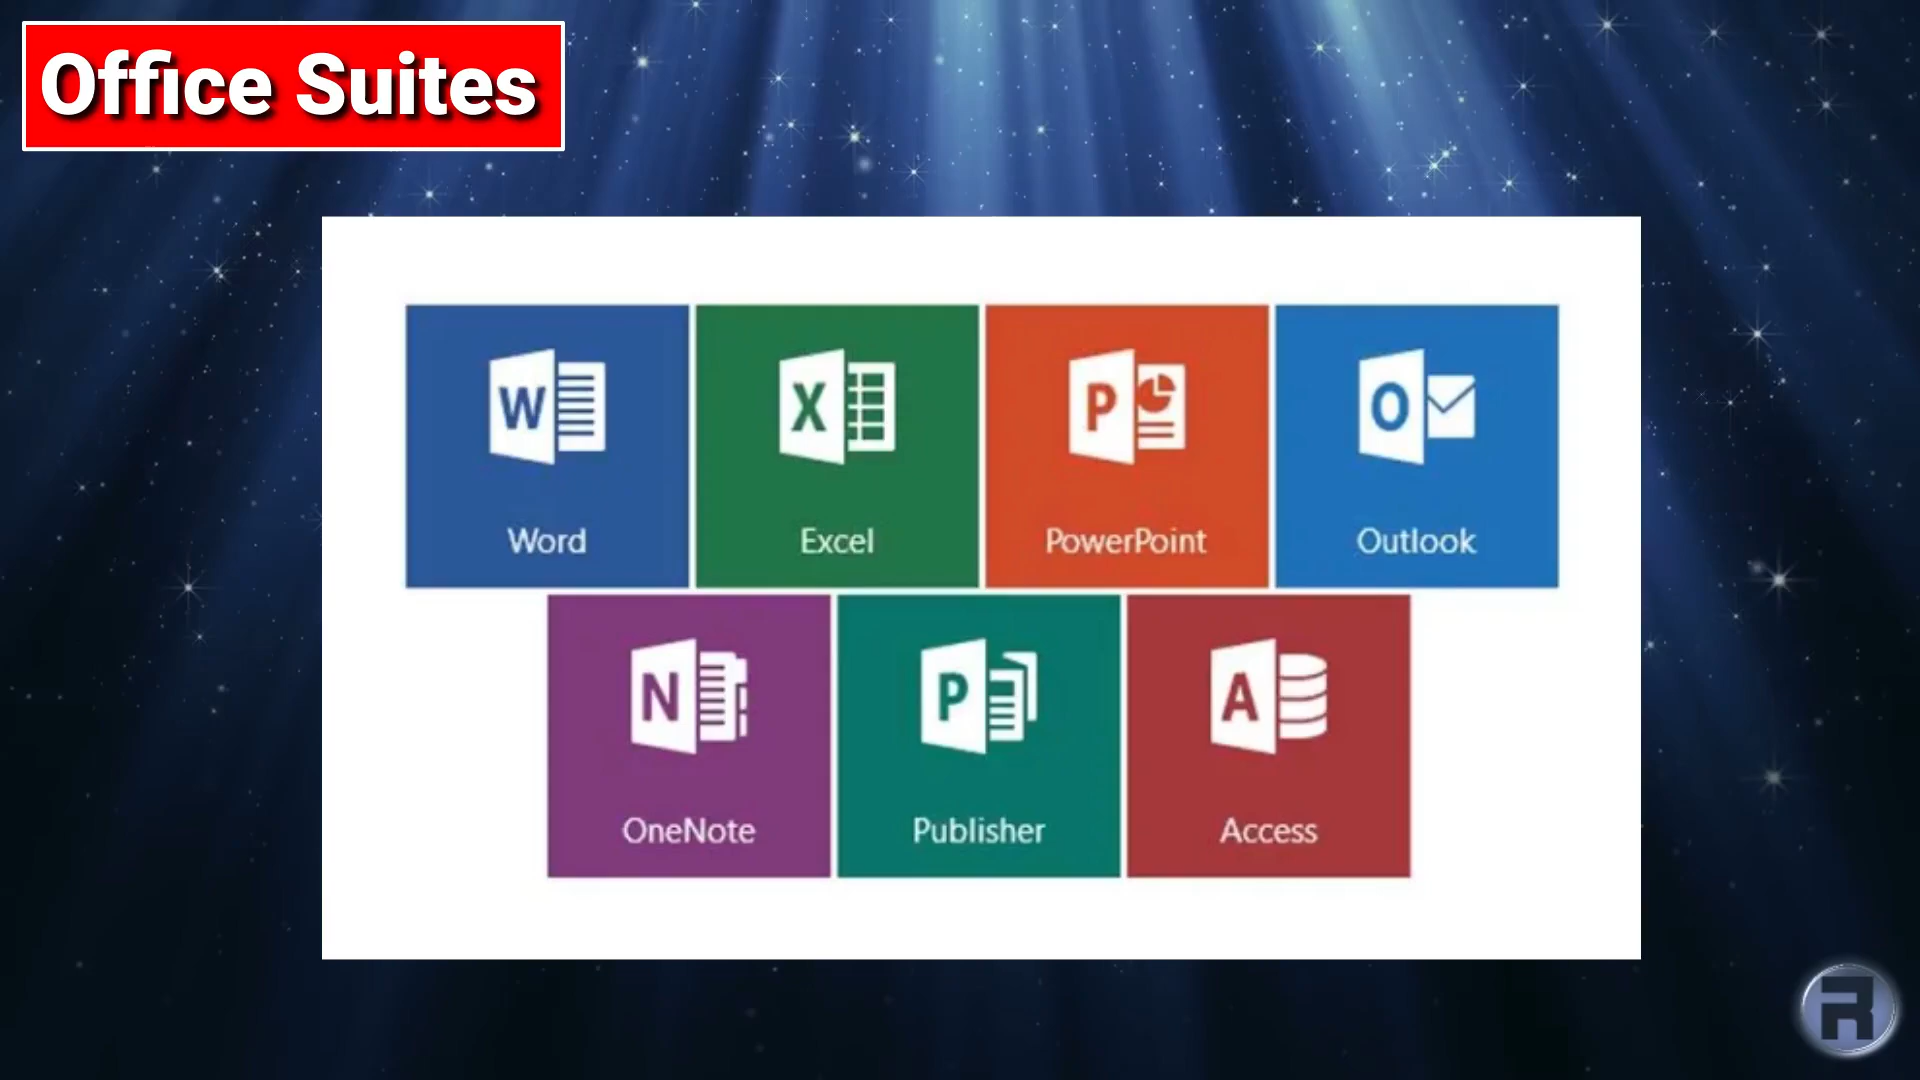 Office Suites
W
X
P
O
Word
Excel
PowerPoint
Outlook
N
P
A
OneNote
Publisher
Access
R